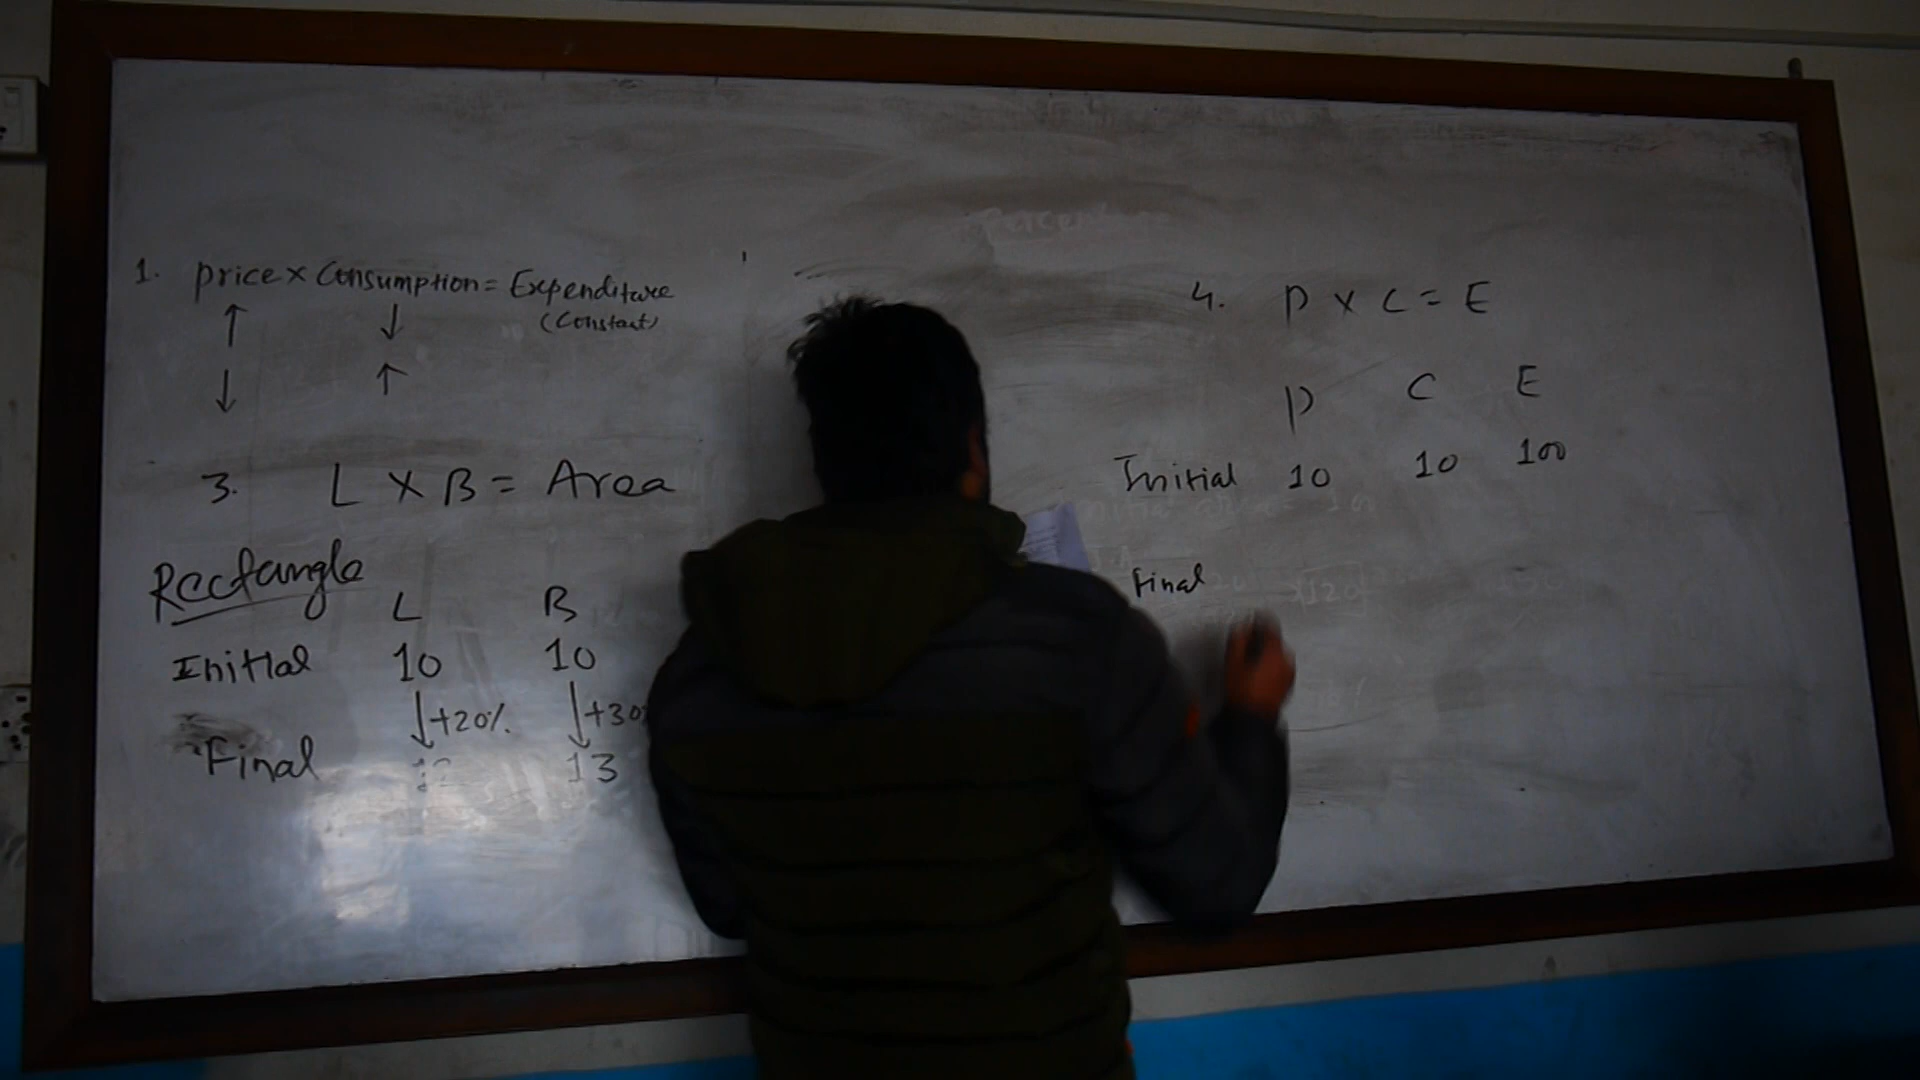 1. Price × Consumption = Expenditure
(Constant)
↑ ↓
↓ ↑
3. L × B = Area
Rectangle
L B
Initial 10 10
↓+20% ↓+30
Final 12 13
4. P × C = E
P C E
Initial 10 10 100
Final